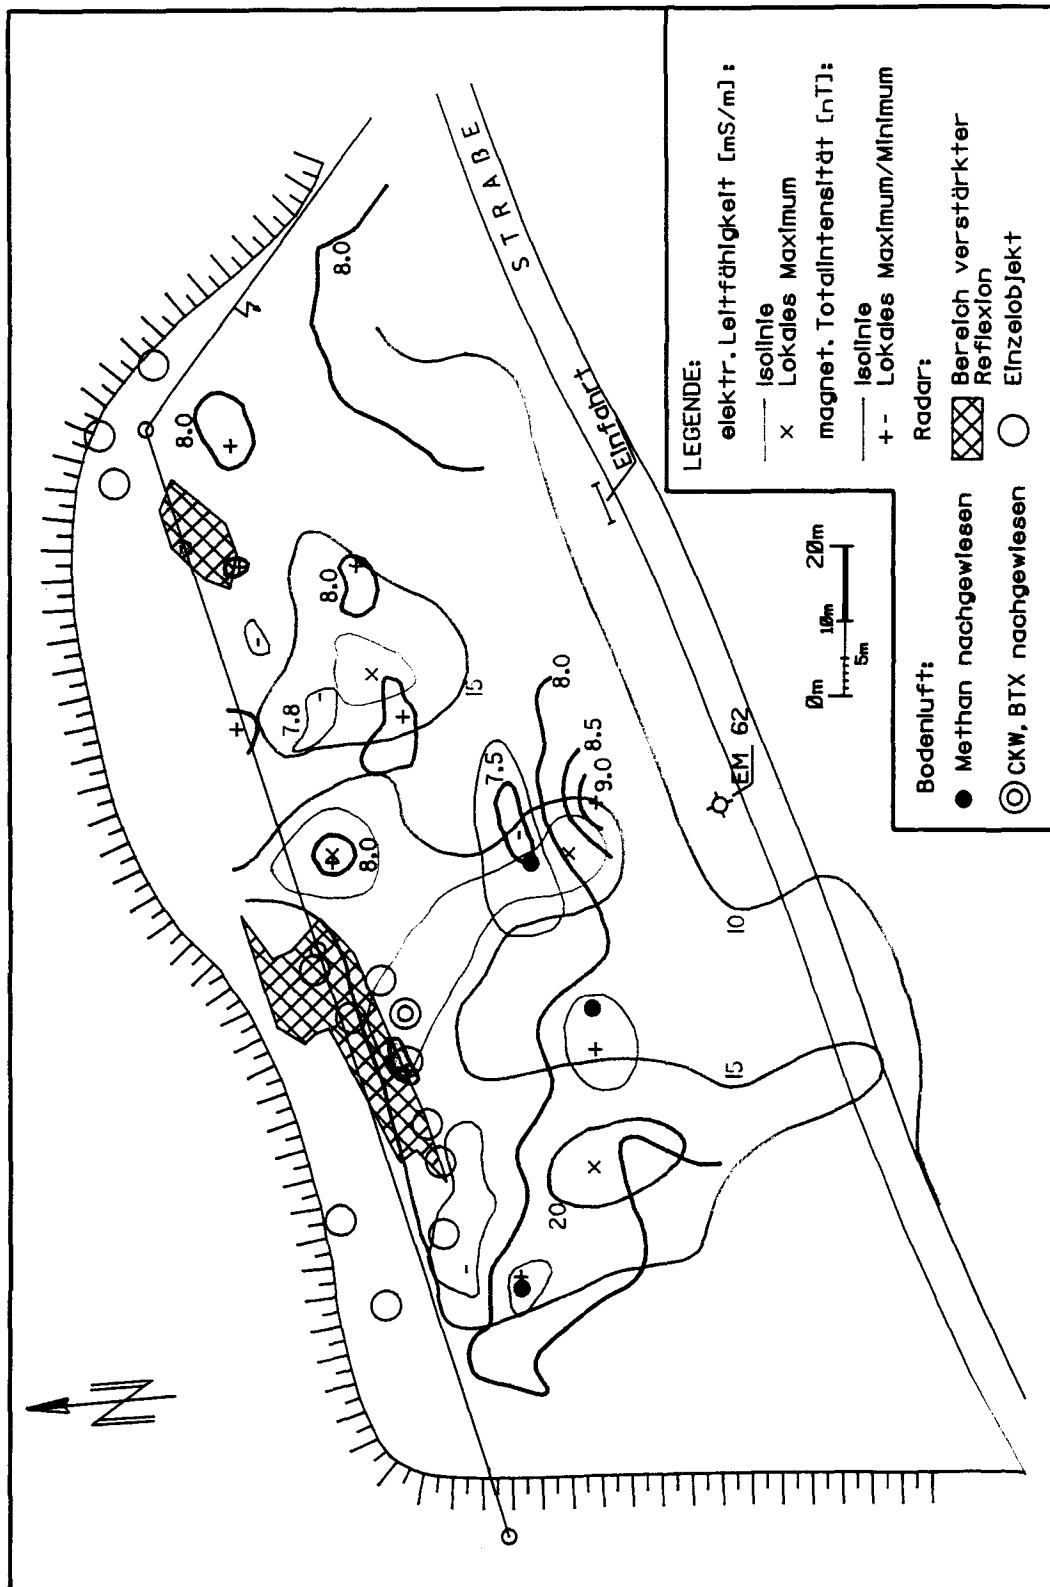 8.0
8.0
8.0
7.8
8.0
15
7.5
8.0
8.5
9.0
20
15
10
STRAßE
Einfahrt
EM 62
N
LEGENDE:
elektr. Leitfähigkeit [mS/m]:
Isolinie
× Lokales Maximum
magnet. Totalintensität [nT]:
Isolinie
+ - Lokales Maximum/Minimum
Radar:
Bereich verstärkter
Reflexion
Einzelobjekt
0m 10m 20m
5m
Bodenluft:
Methan nachgewiesen
CKW, BTX nachgewiesen